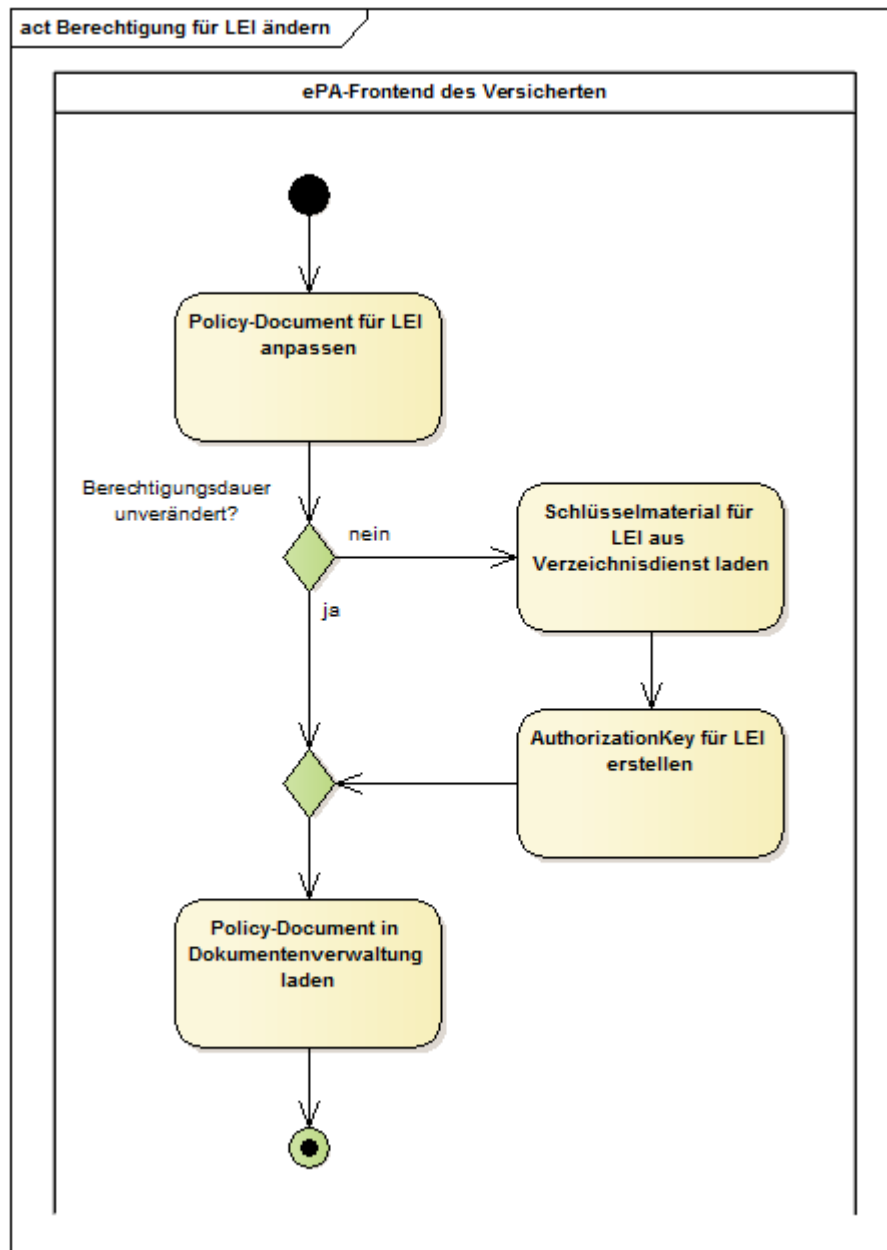 act Berechtigung für LEI ändern
ePA-Frontend des Versicherten
Policy-Document für LEI
anpassen
Berechtigungsdauer
unverändert?
nein
Schlüsselmaterial für
LEI aus
Verzeichnisdienst laden
ja
AuthorizationKey für LEI
erstellen
Policy-Document in
Dokumentenverwaltung
laden